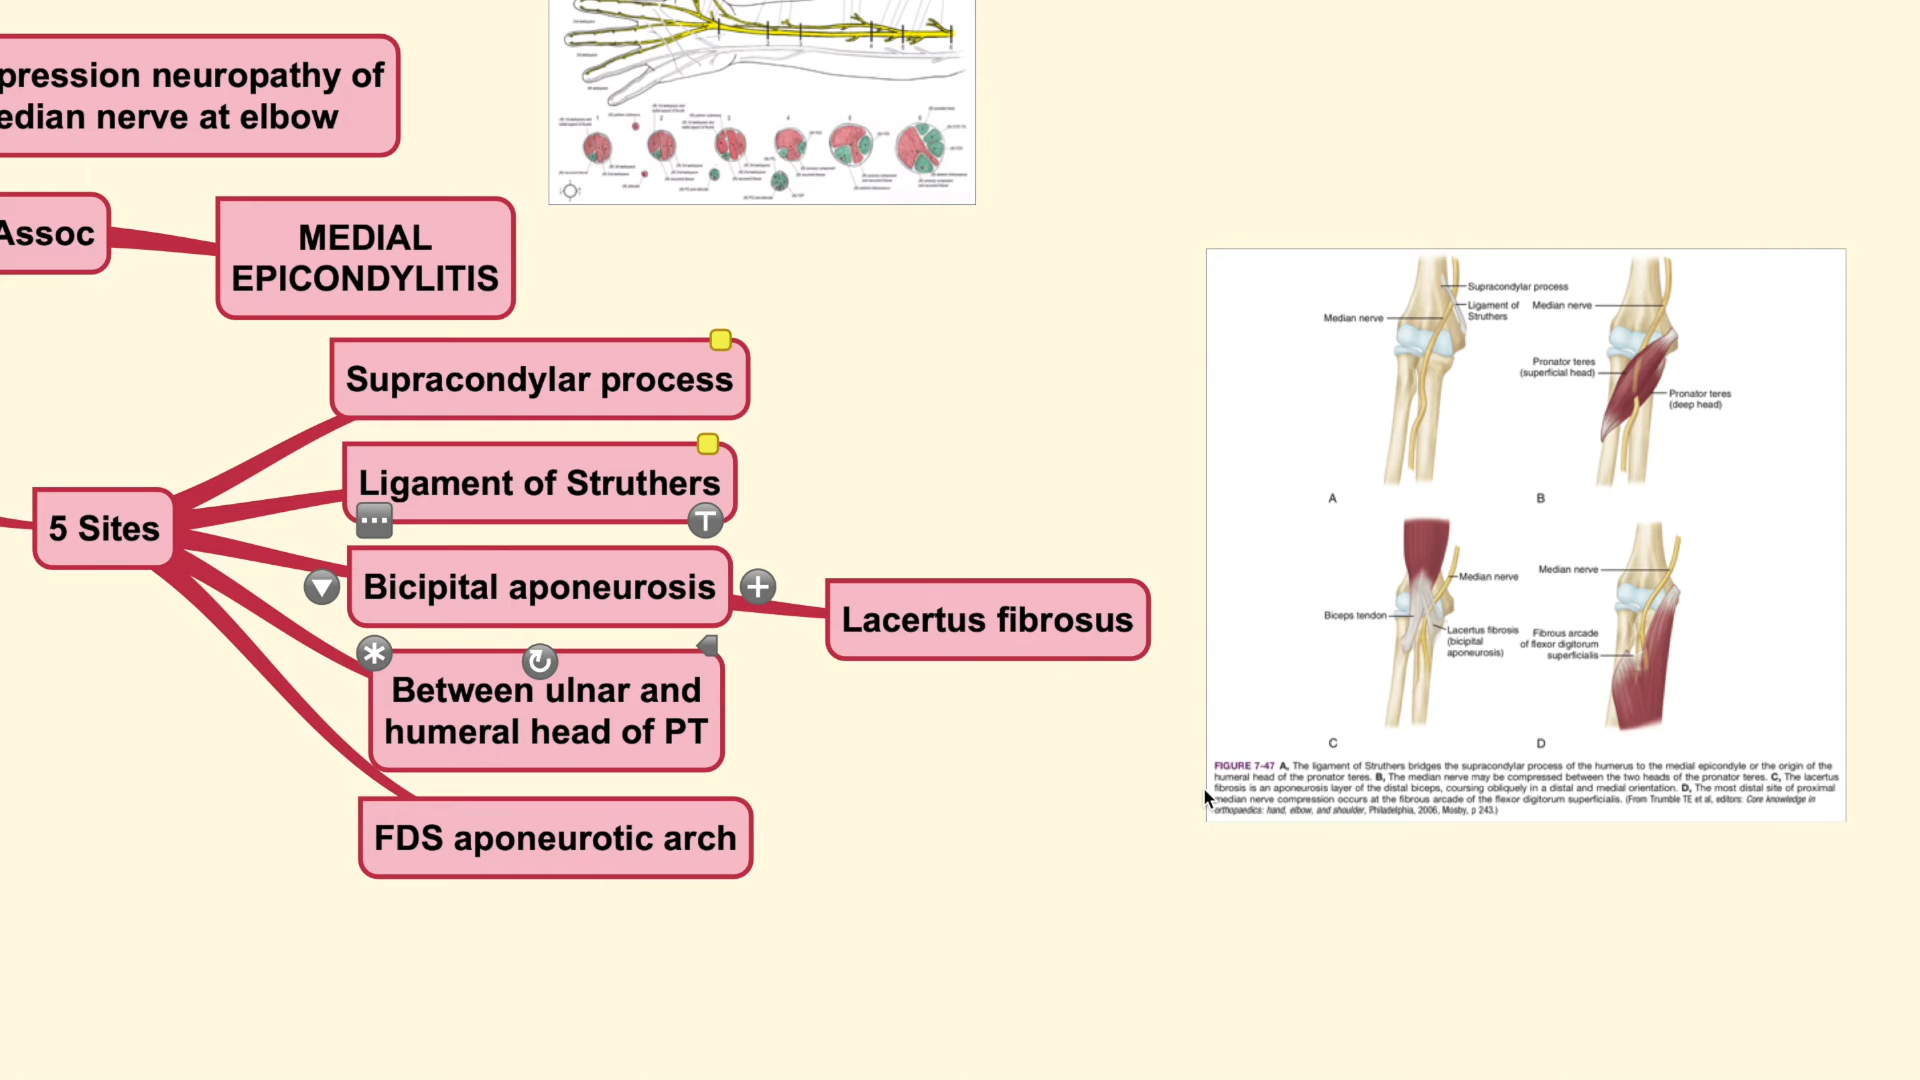 pression neuropathy of
edian nerve at elbow
Assoc
MEDIAL
EPICONDYLITIS
5 Sites
Supracondylar process
Ligament of Struthers
Bicipital aponeurosis
Lacertus fibrosus
Between ulnar and
humeral head of PT
FDS aponeurotic arch
Supracondylar process
Ligament of
Struthers
Median nerve
A
Median nerve
Pronator teres
(superficial head)
Pronator teres
(deep head)
B
Median nerve
Biceps tendon
Lacertus fibrosis
(bicipital
aponeurosis)
C
Median nerve
Fibrous arcade
of flexor digitorum
superficialis
D
FIGURE 7-47 A, The ligament of Struthers bridges the supracondylar process of the humerus to the medial epicondyle or the origin of the
humeral head of the pronator teres. B, The median nerve may be compressed between the two heads of the pronator teres. C, The lacertus
fibrosis is an aponeurosis layer of the distal biceps, coursing obliquely in a distal and medial orientation. D, The most distal site of proximal
median nerve compression occurs at the fibrous arcade of the flexor digitorum superficialis. (From Trumble TE et al, editors: Core knowledge in
orthopaedics: hand, elbow, and shoulder, Philadelphia, 2006, Mosby, p 243.)